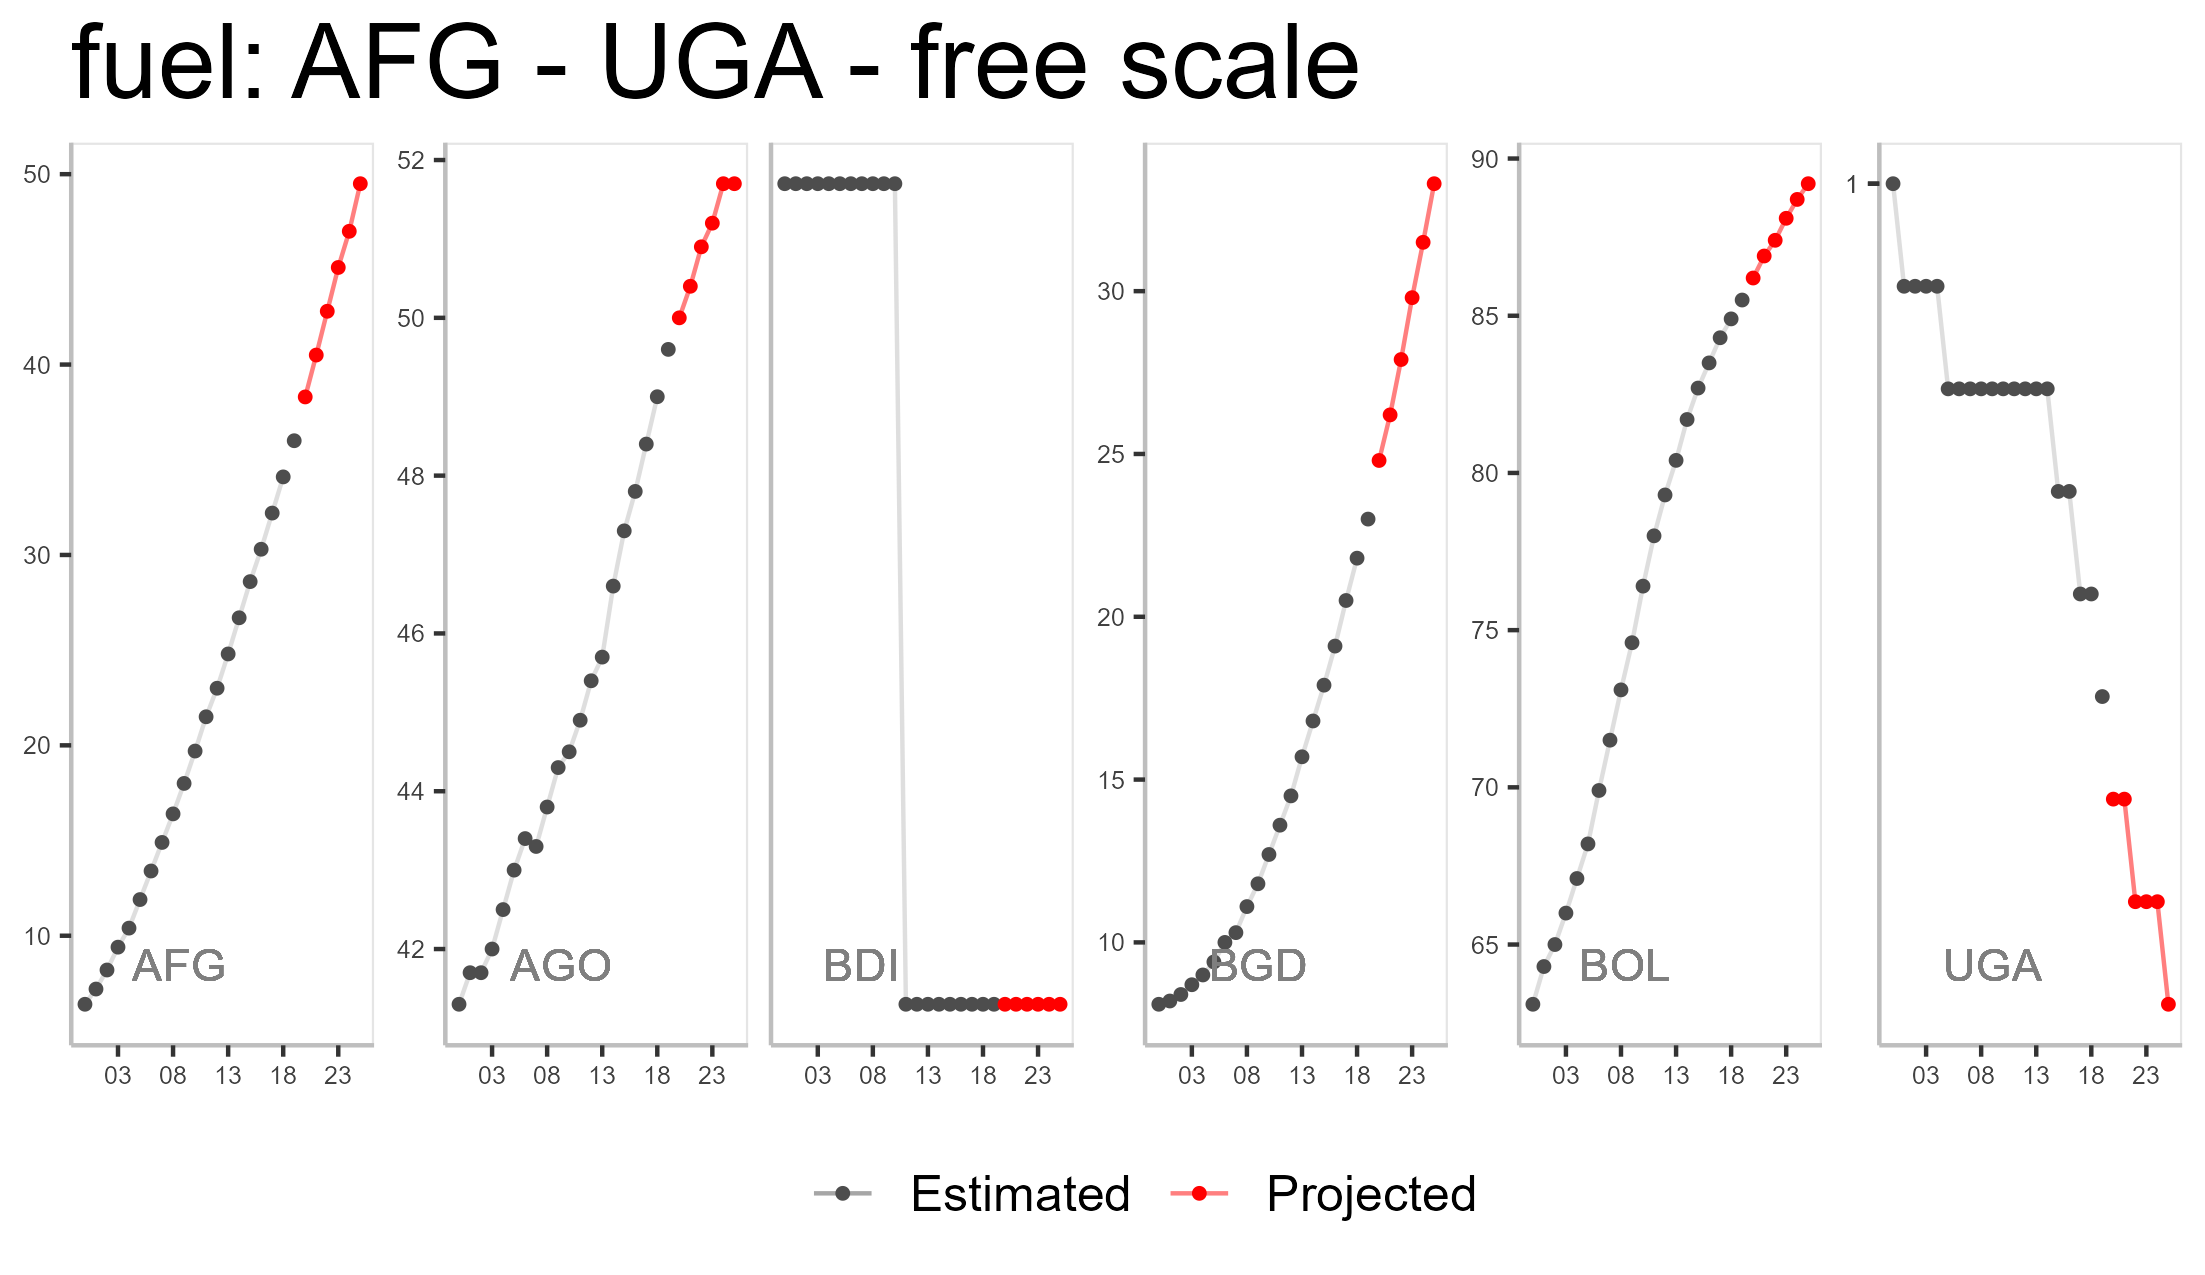 fuel: AFG - UGA - free scale
50
40
30
20
10
AFG
03 08 13 18 23
52
50
48
46
44
42
AGO
03 08 13 18 23
BDI
03 08 13 18 23
30
25
20
15
10
BGD
03 08 13 18 23
90
85
80
75
70
65
BOL
03 08 13 18 23
1
UGA
03 08 13 18 23
Estimated Projected